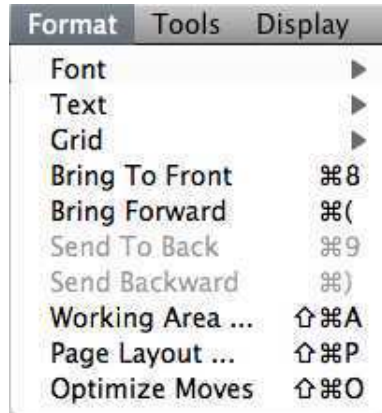 Format Tools Display
Font
Text
Grid
Bring To Front ⌘8
Bring Forward ⌘(
Send To Back ⌘9
Send Backward ⌘)
Working Area ... ⇧⌘A
Page Layout ... ⇧⌘P
Optimize Moves ⇧⌘O